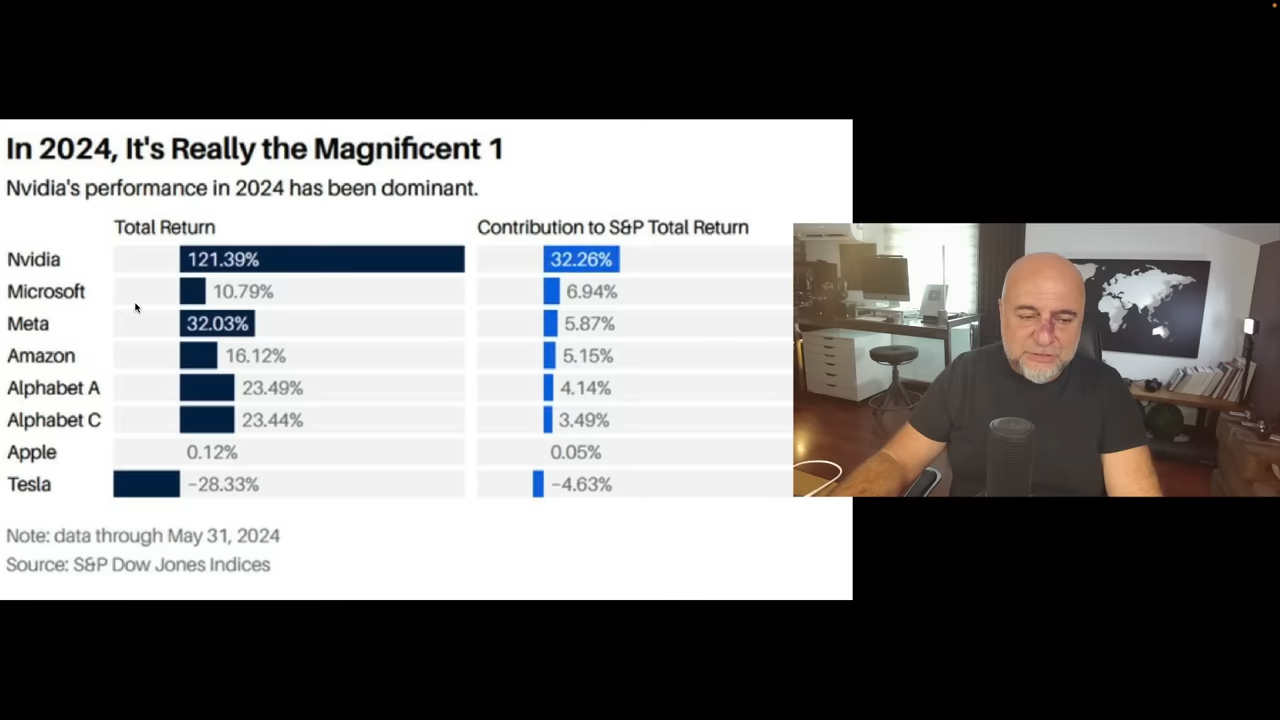 In 2024, It's Really the Magnificent 1
Nvidia's performance in 2024 has been dominant.
Total Return Contribution to S&P Total Return
Nvidia 121.39% 32.26%
Microsoft 10.79% 6.94%
Meta 32.03% 5.87%
Amazon 16.12% 5.15%
Alphabet A 23.49% 4.14%
Alphabet C 23.44% 3.49%
Apple 0.12% 0.05%
Tesla −28.33% −4.63%
Note: data through May 31, 2024
Source: S&P Dow Jones Indices